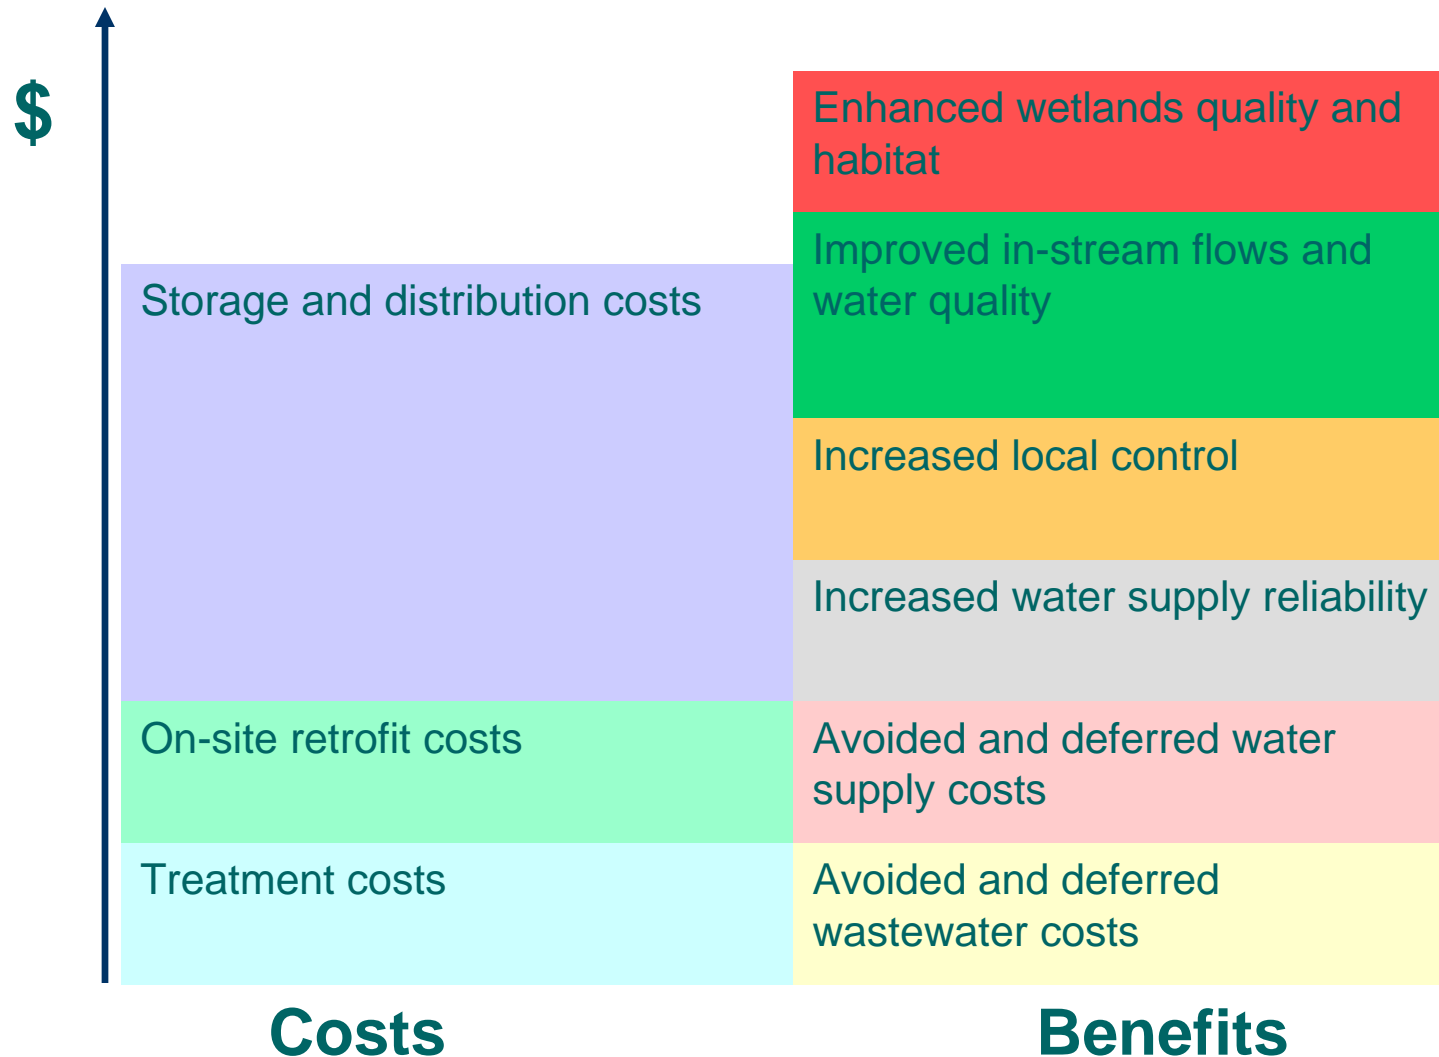 $
Storage and distribution costs
On-site retrofit costs
Treatment costs
Enhanced wetlands quality and
habitat
Improved in-stream flows and
water quality
Increased local control
Increased water supply reliability
Avoided and deferred water
supply costs
Avoided and deferred
wastewater costs
Costs
Benefits